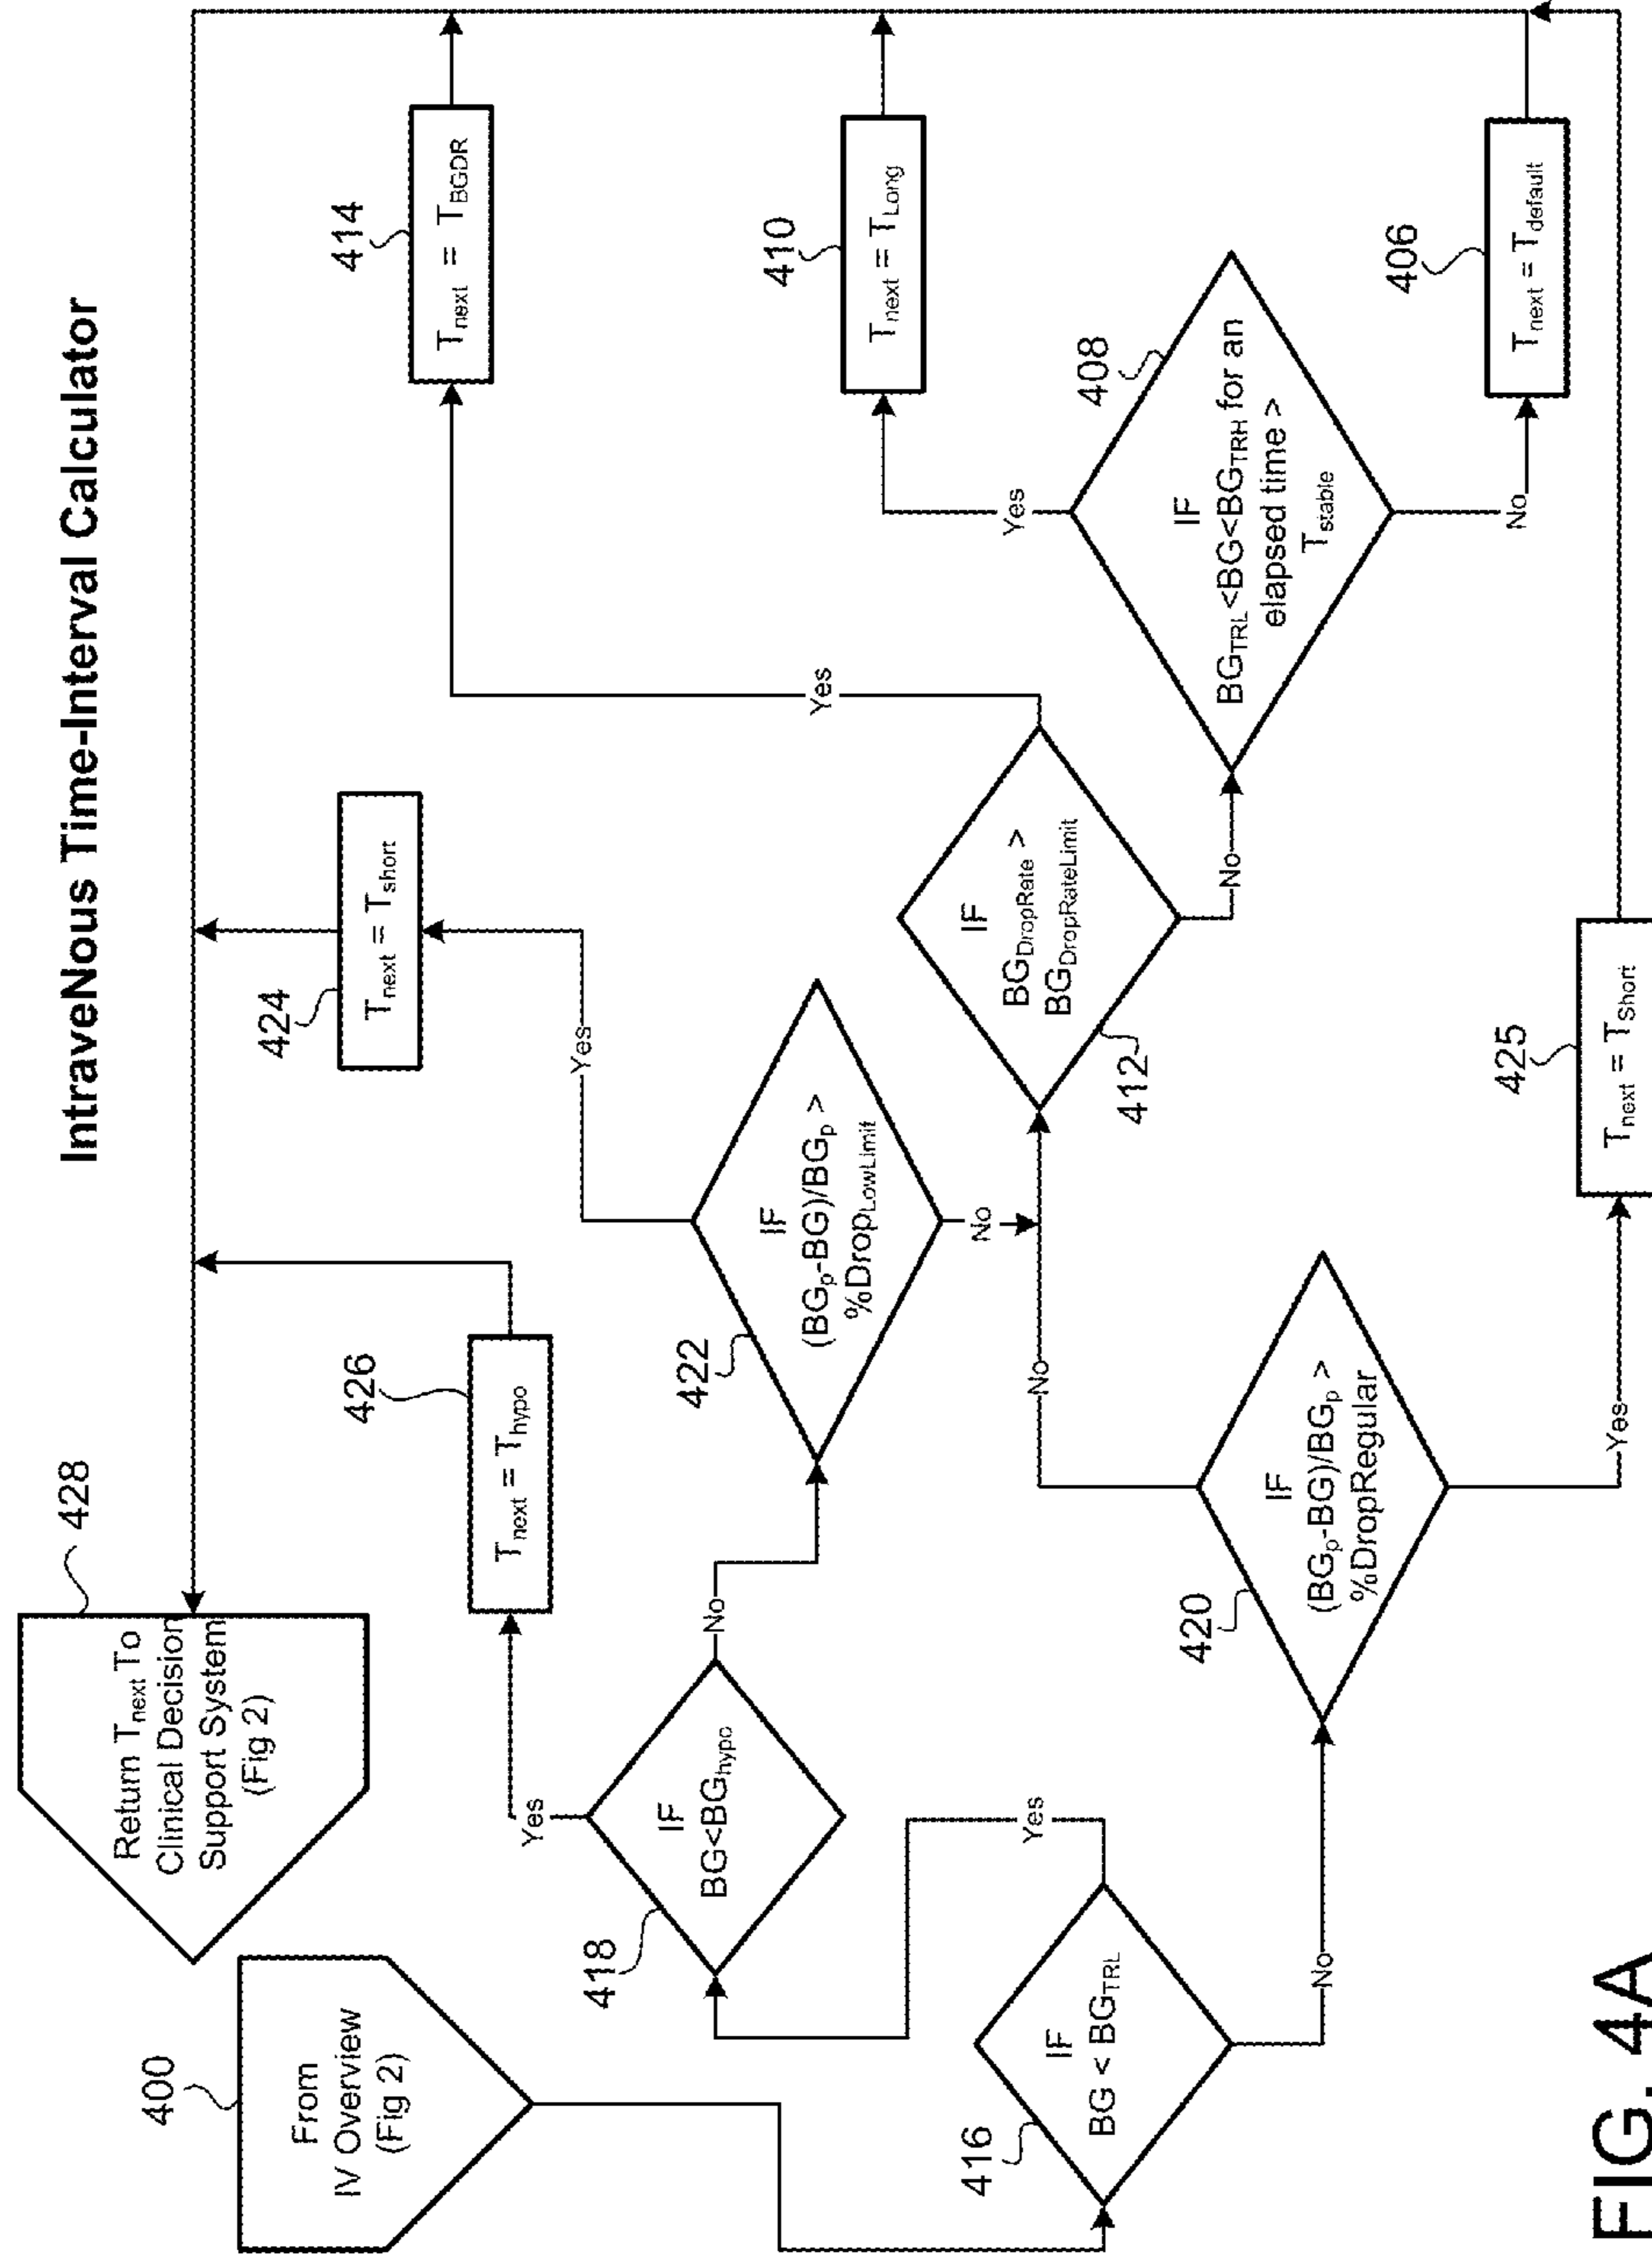 IntraveNous Time-Interval Calculator
400
From
IV Overview
(Fig 2)
428
Return Tnext To
Clinical Decision
Support System
(Fig 2)
416
IF
BG < BGTRL
Yes
No
418
IF
BG<BGhypo
Yes
No
426
Tnext = Thypo
422
IF
(BGp-BG)/BGp >
%DropLowLimit
Yes
No
424
Tnext = Tshort
420
IF
(BGp-BG)/BGp >
%DropRegular
No
Yes
425
Tnext = TShort
412
IF
BGDropRate >
BGDropRateLimit
Yes
No
414
Tnext = TBGDR
408
IF
BGTRL <BG<BGTRH for an
elapsed time >
Tstable
Yes
No
410
Tnext = TLong
406
Tnext = Tdefault
FIG. 4A